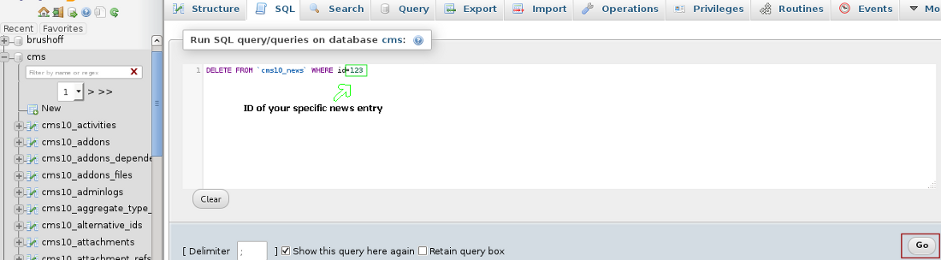 Structure SQL Search Query Export Import Operations Privileges Routines Events Mo
Recent Favorites
brushoff
cms
Filter by name or regex X
1 > >>
New
cms10_activities
cms10_addons
cms10_addons_depende
cms10_addons_files
cms10_adminlogs
cms10_aggregate_type_
cms10_alternative_ids
cms10_attachments
cms10_attachment_refs
Run SQL query/queries on database cms:
1 DELETE FROM `cms10_news` WHERE id=123
ID of your specific news entry
Clear
[ Delimiter ; ] Show this query here again Retain query box
Go